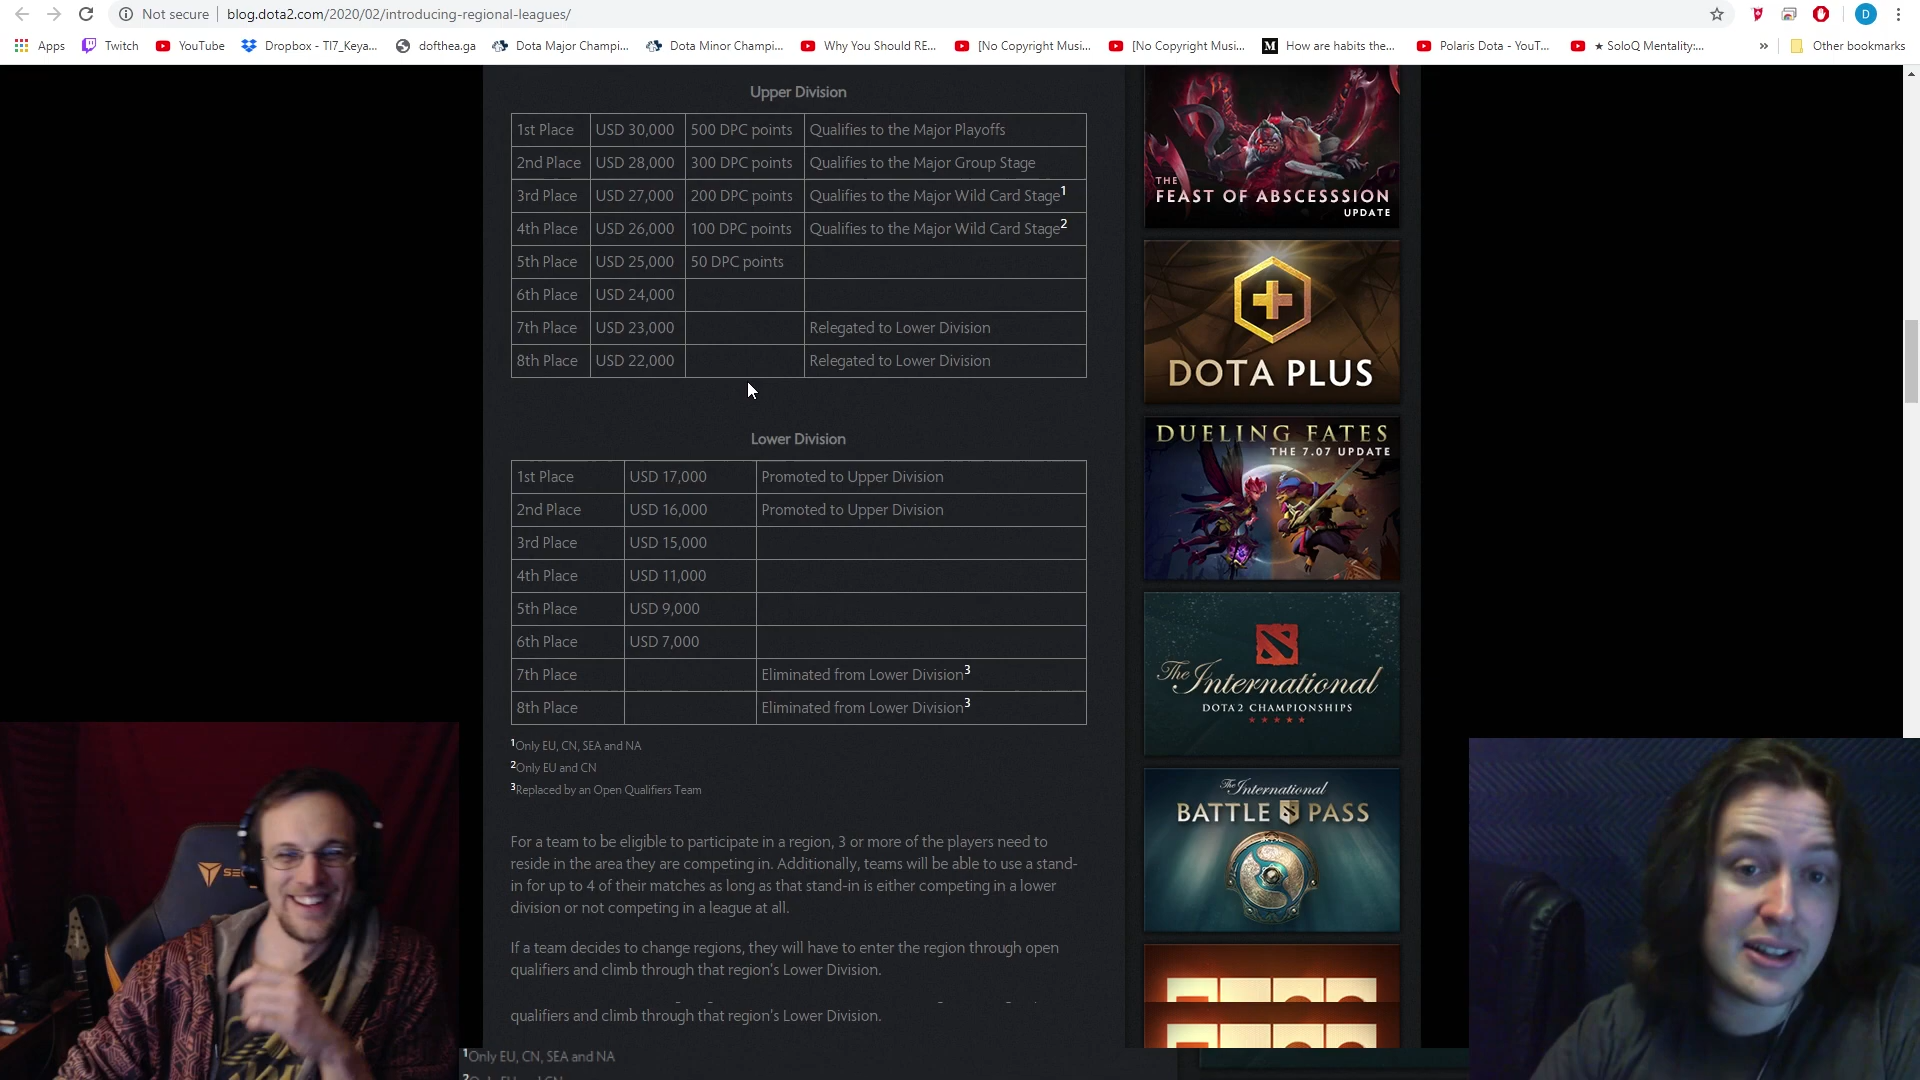 Not secure
blog.dota2.com/2020/02/introducing-regional-leagues/
D
Apps
Twitch
YouTube
Dropbox - TI7_Keya...
dofthea.ga
Dota Major Champi...
Dota Minor Champi...
Why You Should RE...
[No Copyright Musi...
[No Copyright Musi...
How are habits the...
Polaris Dota - YouT...
★ SoloQ Mentality:...
»
Other bookmarks
Upper Division
1st Place USD 30,000 500 DPC points Qualifies to the Major Playoffs
2nd Place USD 28,000 300 DPC points Qualifies to the Major Group Stage
3rd Place USD 27,000 200 DPC points Qualifies to the Major Wild Card Stage1
4th Place USD 26,000 100 DPC points Qualifies to the Major Wild Card Stage2
5th Place USD 25,000 50 DPC points
6th Place USD 24,000
7th Place USD 23,000 Relegated to Lower Division
8th Place USD 22,000 Relegated to Lower Division
Lower Division
1st Place USD 17,000 Promoted to Upper Division
2nd Place USD 16,000 Promoted to Upper Division
3rd Place USD 15,000
4th Place USD 11,000
5th Place USD 9,000
6th Place USD 7,000
7th Place Eliminated from Lower Division3
8th Place Eliminated from Lower Division3
1Only EU, CN, SEA and NA
2Only EU and CN
3Replaced by an Open Qualifiers Team
For a team to be eligible to participate in a region, 3 or more of the players need to
reside in the area they are competing in. Additionally, teams will be able to use a stand-
in for up to 4 of their matches as long as that stand-in is either competing in a lower
division or not competing in a league at all.
If a team decides to change regions, they will have to enter the region through open
qualifiers and climb through that region's Lower Division.
qualifiers and climb through that region's Lower Division.
1Only EU, CN, SEA and NA
THE
FEAST OF ABSCESSSION
UPDATE
DOTA PLUS
DUELING FATES
THE 7.07 UPDATE
The International
DOTA 2 CHAMPIONSHIPS
The International
BATTLE PASS